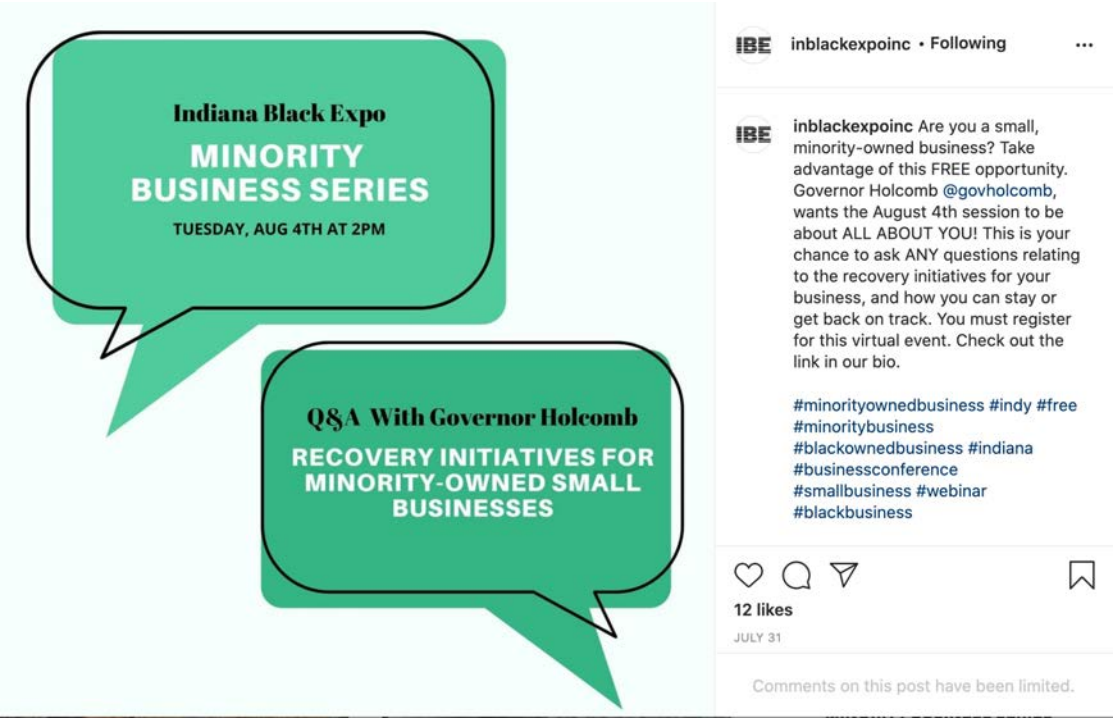 Indiana Black Expo
MINORITY
BUSINESS SERIES
TUESDAY, AUG 4TH AT 2PM
Q&A With Governor Holcomb
RECOVERY INITIATIVES FOR
MINORITY-OWNED SMALL
BUSINESSES
IBE
inblackexpoinc • Following
IBE
inblackexpoinc Are you a small,
minority-owned business? Take
advantage of this FREE opportunity.
Governor Holcomb @govholcomb,
wants the August 4th session to be
about ALL ABOUT YOU! This is your
chance to ask ANY questions relating
to the recovery initiatives for your
business, and how you can stay or
get back on track. You must register
for this virtual event. Check out the
link in our bio.
#minorityownedbusiness #indy #free
#minoritybusiness
#blackownedbusiness #indiana
#businessconference
#smallbusiness #webinar
#blackbusiness
12 likes
JULY 31
Comments on this post have been limited.